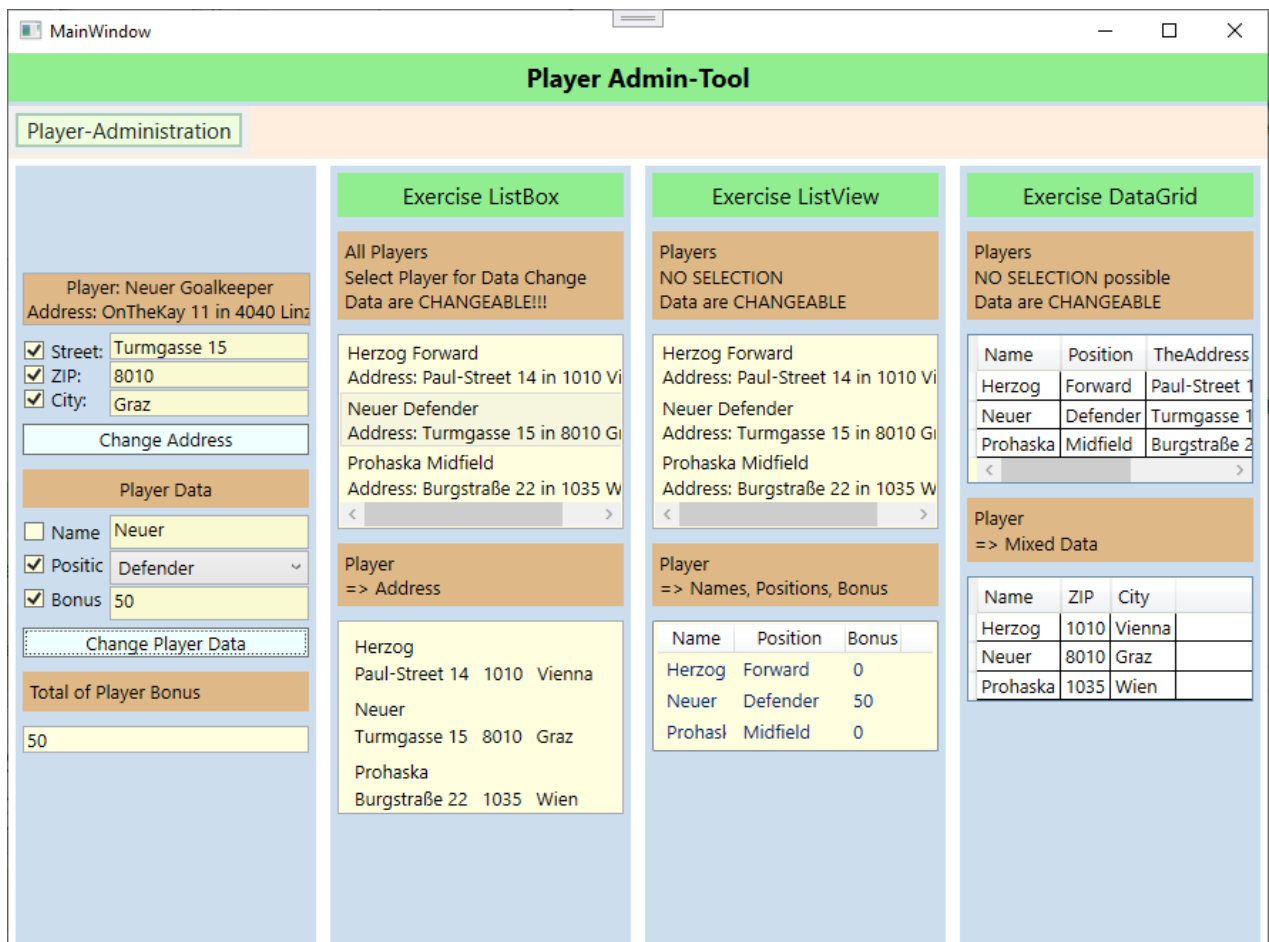 MainWindow
Player Admin-Tool
Player-Administration
Player: Neuer Goalkeeper
Address: OnTheKay 11 in 4040 Linz
Street: Turmgasse 15
ZIP: 8010
City: Graz
Change Address
Player Data
Name Neuer
Positic Defender
Bonus 50
Change Player Data
Total of Player Bonus
50
Exercise ListBox
All Players
Select Player for Data Change
Data are CHANGEABLE!!!
Herzog Forward
Address: Paul-Street 14 in 1010 Vi
Neuer Defender
Address: Turmgasse 15 in 8010 Gr
Prohaska Midfield
Address: Burgstraße 22 in 1035 W
Player
=> Address
Herzog
Paul-Street 14 1010 Vienna
Neuer
Turmgasse 15 8010 Graz
Prohaska
Burgstraße 22 1035 Wien
Exercise ListView
Players
NO SELECTION
Data are CHANGEABLE
Herzog Forward
Address: Paul-Street 14 in 1010 Vi
Neuer Defender
Address: Turmgasse 15 in 8010 Gr
Prohaska Midfield
Address: Burgstraße 22 in 1035 W
Player
=> Names, Positions, Bonus
Name Position Bonus
Herzog Forward 0
Neuer Defender 50
Prohask Midfield 0
Exercise DataGrid
Players
NO SELECTION possible
Data are CHANGEABLE
Name Position TheAddress
Herzog Forward Paul-Street 1
Neuer Defender Turmgasse 1
Prohaska Midfield Burgstraße 2
Player
=> Mixed Data
Name ZIP City
Herzog 1010 Vienna
Neuer 8010 Graz
Prohaska 1035 Wien